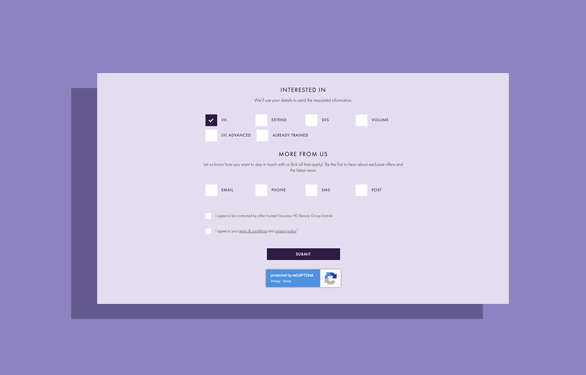 INTERESTED IN
We'll use your details to send the requested information.
LVL EXTEND SVS VOLUME
LVL ADVANCED ALREADY TRAINED
MORE FROM US
Let us know how you want to stay in touch with us (tick all that apply). Be the first to hear about exclusive offers and
the latest news.
EMAIL PHONE SMS POST
I agree to be contacted by other trusted Nouveau HD Beauty Group brands.
I agree to your terms & conditions and privacy policy*
SUBMIT
protected by reCAPTCHA
Privacy - Terms